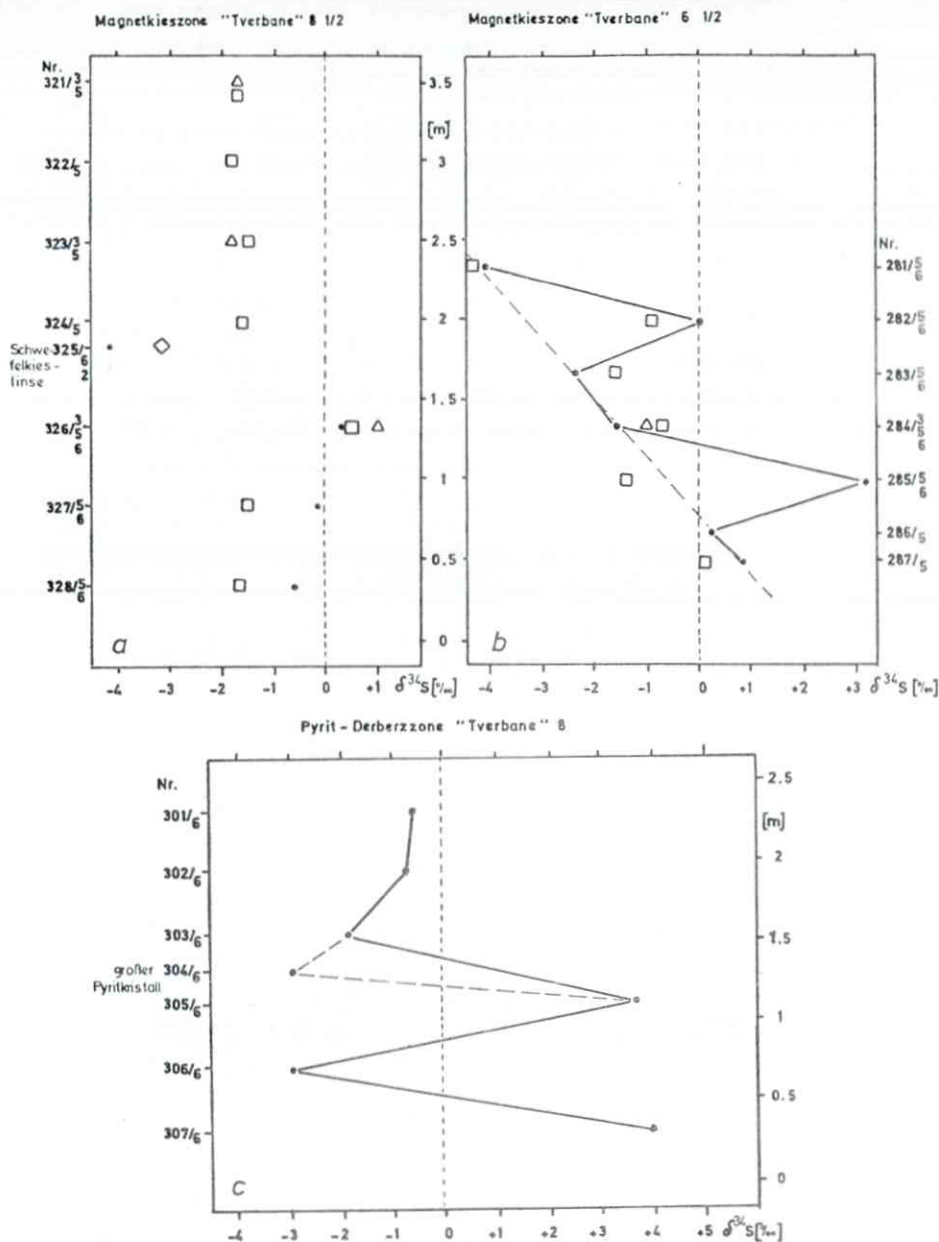 Magnetkieszone "Tverbane" 8 1/2
Nr.
321/3/5
322/5
323/3/5
324/5
Schwe-
felkies-
linse
325/6/2
326/3/5/6
327/5/6
328/5/6
3.5
[m]
3
2.5
2
1.5
1
0.5
0
a
-4 -3 -2 -1 0 +1 δ34S [‰]
Magnetkieszone "Tverbane" 6 1/2
Nr.
281/5/6
282/5/6
283/5/6
284/3/5/6
285/5/6
286/5
287/5
b
-4 -3 -2 -1 0 +1 +2 +3 δ34S [‰]
Pyrit-Derberzzone "Tverbane" 8
Nr.
301/6
302/6
303/6
großer
Pyritkristall
304/6
305/6
306/6
307/6
2.5
[m]
2
1.5
1
0.5
0
c
-4 -3 -2 -1 0 +1 +2 +3 +4 +5 δ34S [‰]